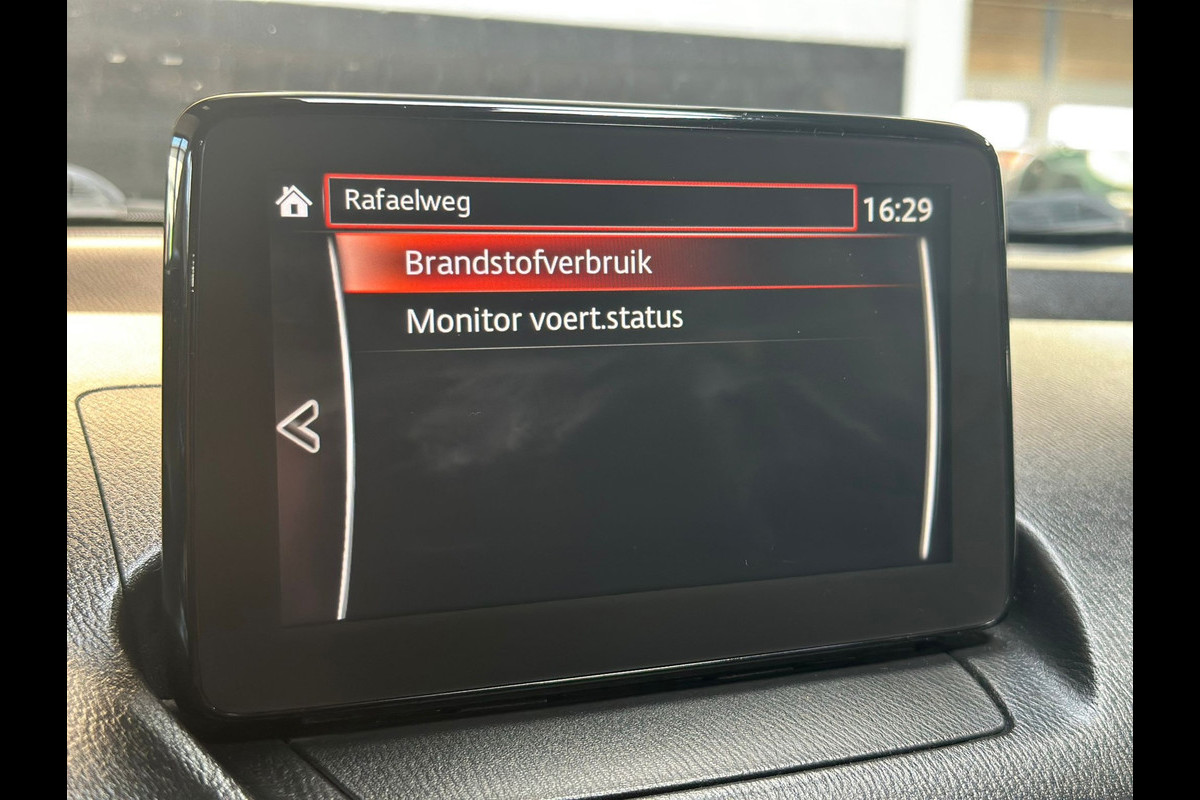 Rafaelweg
16:29
Brandstofverbruik
Monitor voert.status